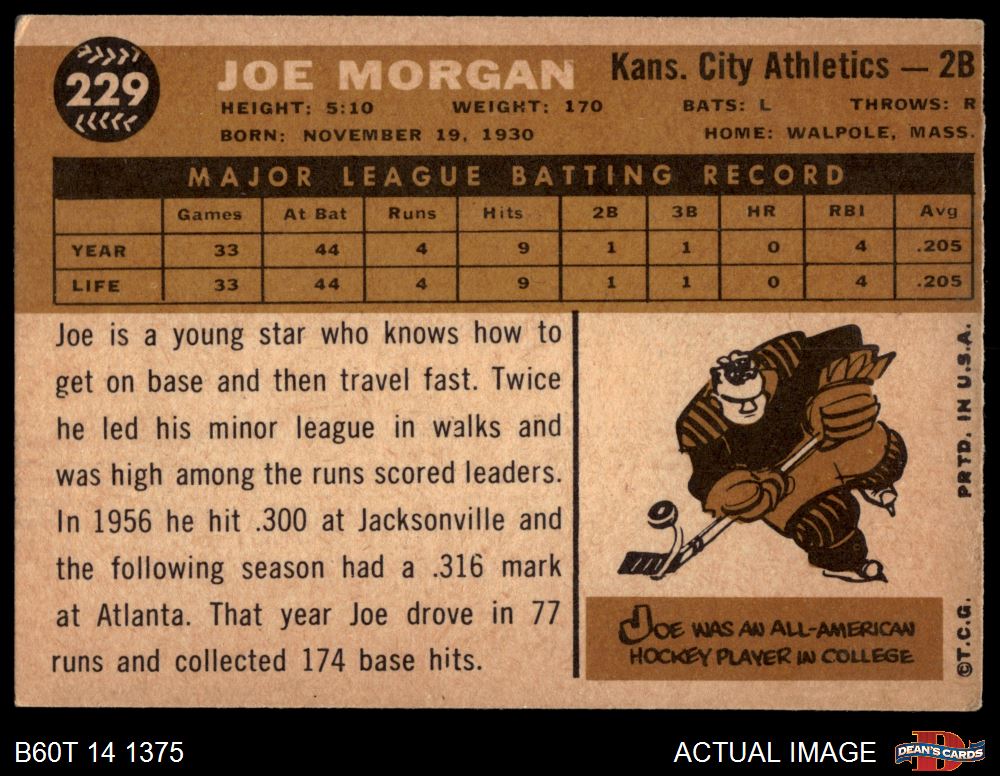 229
JOE MORGAN
Kans. City Athletics — 2B
HEIGHT: 5:10 WEIGHT: 170 BATS: L THROWS: R
BORN: NOVEMBER 19, 1930 HOME: WALPOLE, MASS.
MAJOR LEAGUE BATTING RECORD
Games At Bat Runs Hits 2B 3B HR RBI Avg
YEAR 33 44 4 9 1 1 0 4 .205
LIFE 33 44 4 9 1 1 0 4 .205
Joe is a young star who knows how to
get on base and then travel fast. Twice
he led his minor league in walks and
was high among the runs scored leaders.
In 1956 he hit .300 at Jacksonville and
the following season had a .316 mark
at Atlanta. That year Joe drove in 77
runs and collected 174 base hits.
JOE WAS AN ALL-AMERICAN
HOCKEY PLAYER IN COLLEGE
©T.C.G. PRTD. IN U.S.A.
B60T 14 1375
ACTUAL IMAGE
DEAN'S CARDS